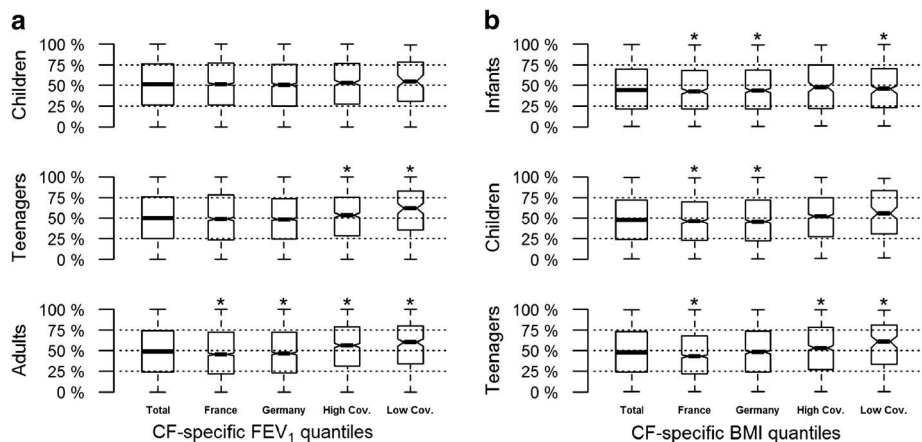 a
Children
100 %
75 %
50 %
25 %
0 %
Teenagers
100 %
75 %
50 %
25 %
0 %
* *
Adults
100 %
75 %
50 %
25 %
0 %
* * * *
Total France Germany High Cov. Low Cov.
CF-specific FEV₁ quantiles
b
Infants
100 %
75 %
50 %
25 %
0 %
* * *
Children
100 %
75 %
50 %
25 %
0 %
* *
Teenagers
100 %
75 %
50 %
25 %
0 %
* * *
Total France Germany High Cov. Low Cov.
CF-specific BMI quantiles